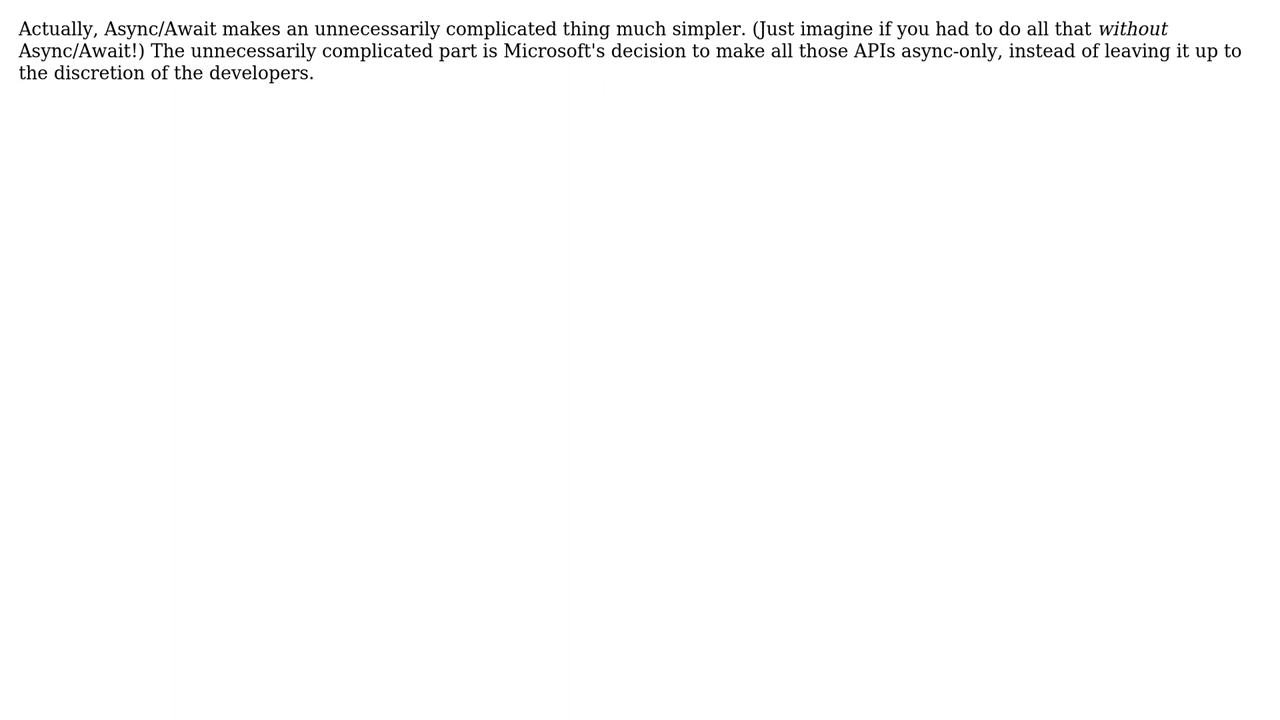 Actually, Async/Await makes an unnecessarily complicated thing much simpler. (Just imagine if you had to do all that without
Async/Await!) The unnecessarily complicated part is Microsoft's decision to make all those APIs async-only, instead of leaving it up to
the discretion of the developers.